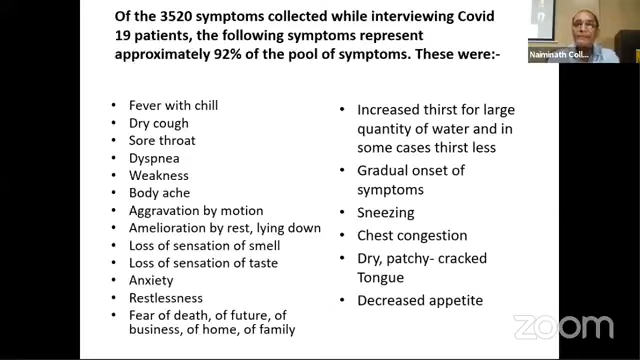 Of the 3520 symptoms collected while interviewing Covid
19 patients, the following symptoms represent
approximately 92% of the pool of symptoms. These were:-
• Fever with chill
• Dry cough
• Sore throat
• Dyspnea
• Weakness
• Body ache
• Aggravation by motion
• Amelioration by rest, lying down
• Loss of sensation of smell
• Loss of sensation of taste
• Anxiety
• Restlessness
• Fear of death, of future, of
business, of home, of family
• Increased thirst for large
quantity of water and in
some cases thirst less
• Gradual onset of
symptoms
• Sneezing
• Chest congestion
• Dry, patchy- cracked
Tongue
• Decreased appetite
Naiminath Coll...
zoom